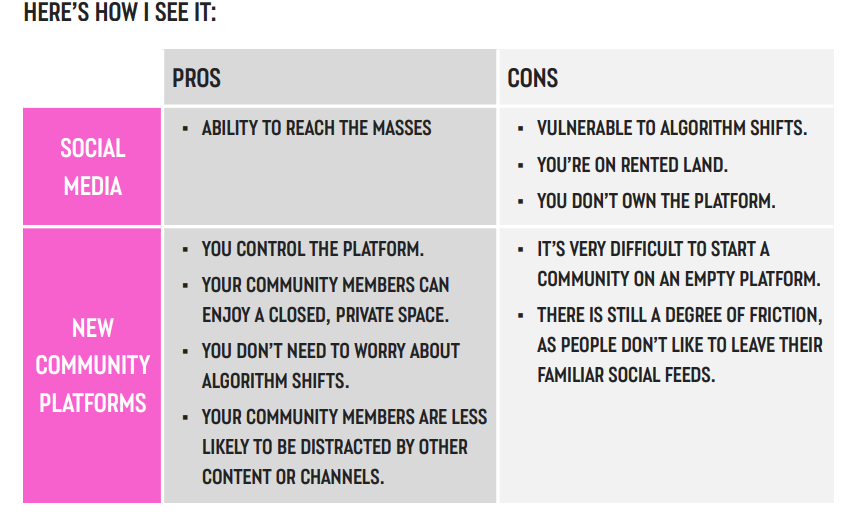 HERE'S HOW I SEE IT:
PROS
CONS
SOCIAL
MEDIA
▪ ABILITY TO REACH THE MASSES
▪ VULNERABLE TO ALGORITHM SHIFTS.
▪ YOU'RE ON RENTED LAND.
▪ YOU DON'T OWN THE PLATFORM.
NEW
COMMUNITY
PLATFORMS
▪ YOU CONTROL THE PLATFORM.
▪ YOUR COMMUNITY MEMBERS CAN
ENJOY A CLOSED, PRIVATE SPACE.
▪ YOU DON'T NEED TO WORRY ABOUT
ALGORITHM SHIFTS.
▪ YOUR COMMUNITY MEMBERS ARE LESS
LIKELY TO BE DISTRACTED BY OTHER
CONTENT OR CHANNELS.
▪ IT'S VERY DIFFICULT TO START A
COMMUNITY ON AN EMPTY PLATFORM.
▪ THERE IS STILL A DEGREE OF FRICTION,
AS PEOPLE DON'T LIKE TO LEAVE THEIR
FAMILIAR SOCIAL FEEDS.